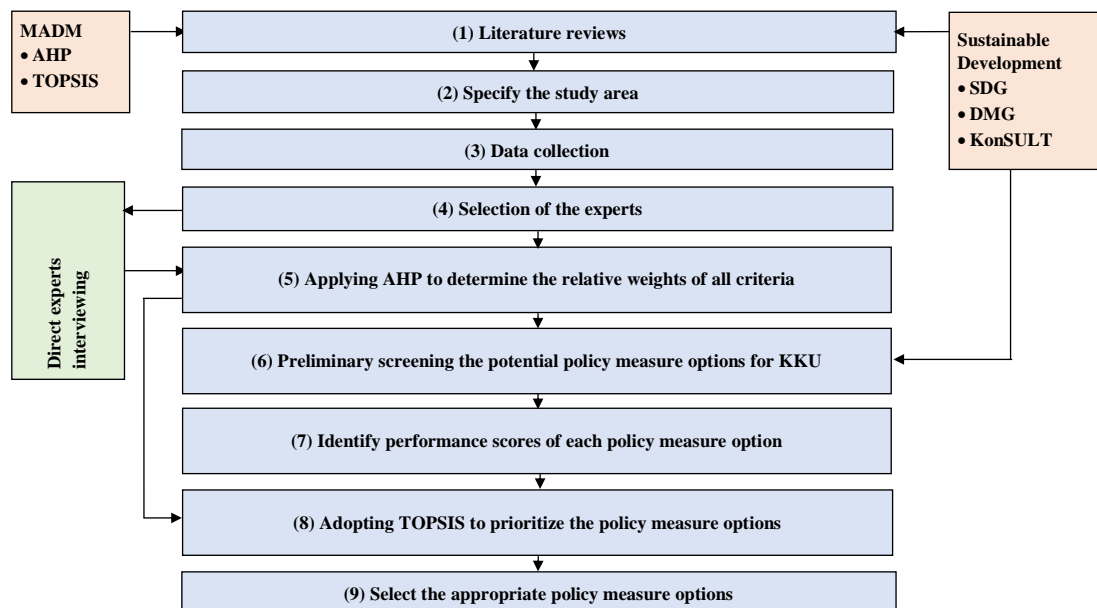 MADM
• AHP
• TOPSIS
(1) Literature reviews
Sustainable
Development
• SDG
• DMG
• KonSULT
(2) Specify the study area
(3) Data collection
(4) Selection of the experts
Direct experts
interviewing
(5) Applying AHP to determine the relative weights of all criteria
(6) Preliminary screening the potential policy measure options for KKU
(7) Identify performance scores of each policy measure option
(8) Adopting TOPSIS to prioritize the policy measure options
(9) Select the appropriate policy measure options